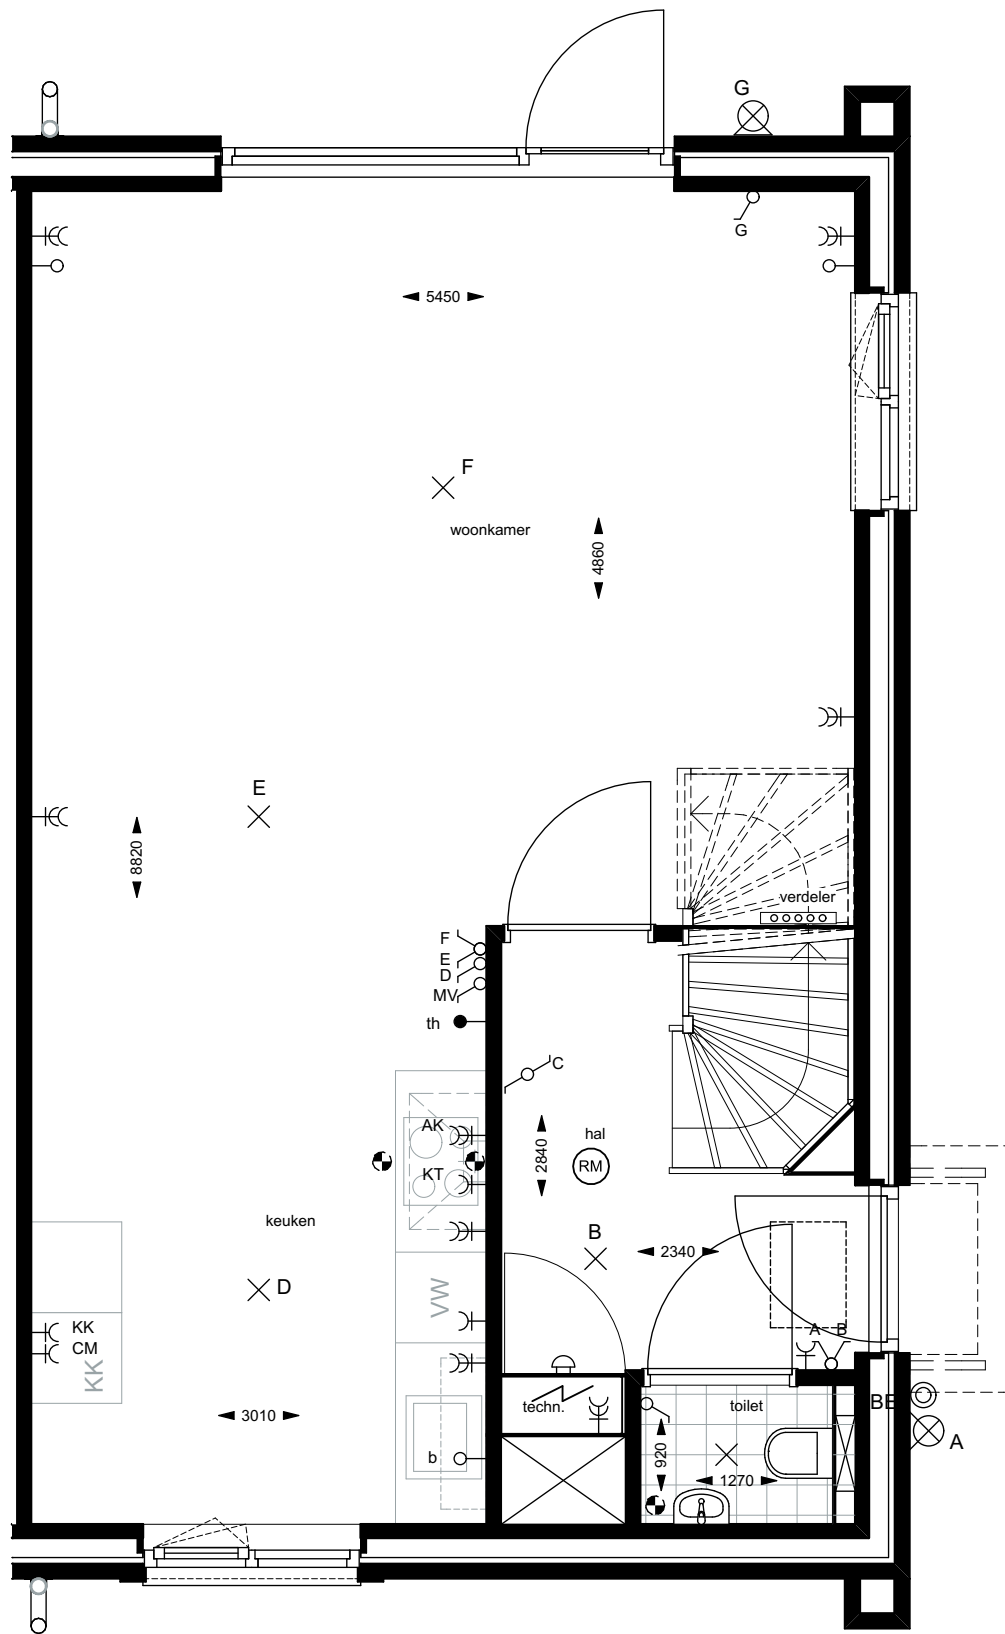 G
G
5450
F
woonkamer
4860
E
8820
verdeler
F
E
D
MV
th
C
AK
hal
2840
KT
RM
keuken
B
2340
D
VW
KK
A B
CM
KK
techn.
toilet
BE
3010
A
b
920
1270